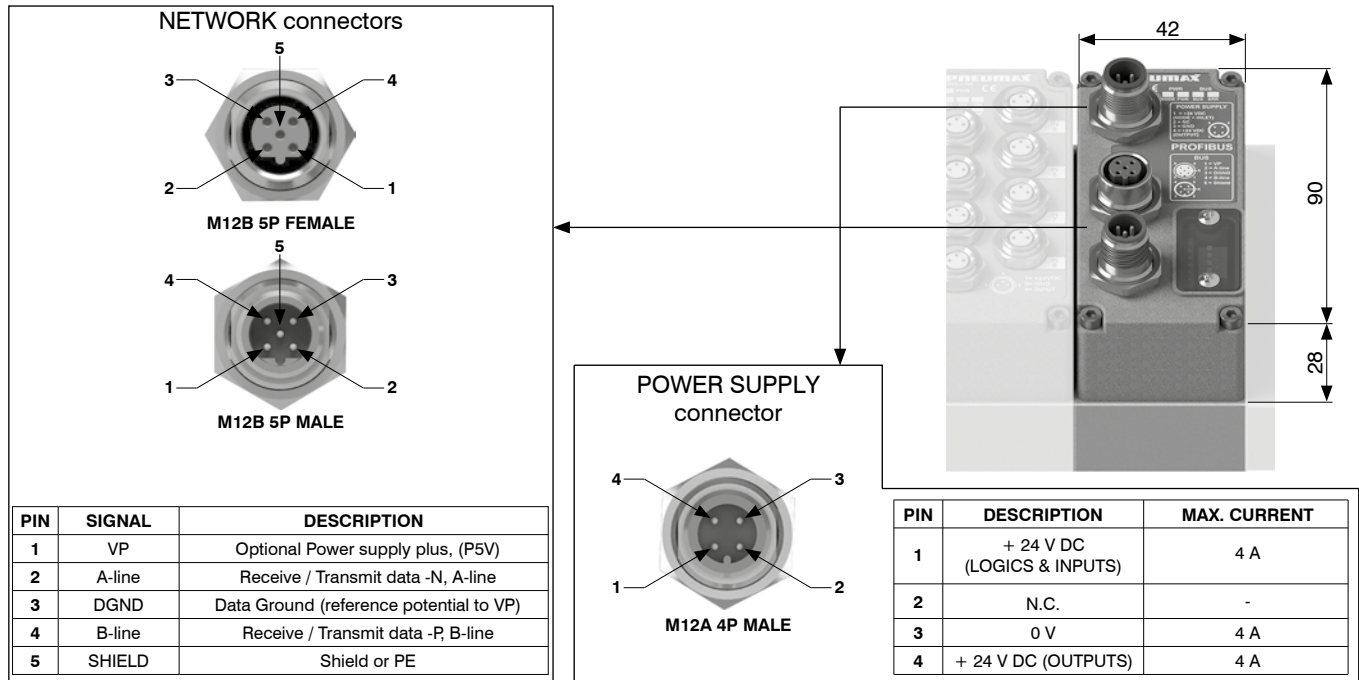 NETWORK connectors
5
3
4
2
1
M12B 5P FEMALE
5
4
3
1
2
M12B 5P MALE
PIN SIGNAL DESCRIPTION
1 VP Optional Power supply plus, (P5V)
2 A-line Receive / Transmit data -N, A-line
3 DGND Data Ground (reference potential to VP)
4 B-line Receive / Transmit data -P, B-line
5 SHIELD Shield or PE
POWER SUPPLY
connector
4
3
1
2
M12A 4P MALE
PIN DESCRIPTION MAX. CURRENT
1 + 24 V DC
(LOGICS & INPUTS) 4 A
2 N.C. -
3 0 V 4 A
4 + 24 V DC (OUTPUTS) 4 A
42
90
28
PNEUMAX
UMAX
PWR BUS
POWER SUPPLY
PROFIBUS
BUS